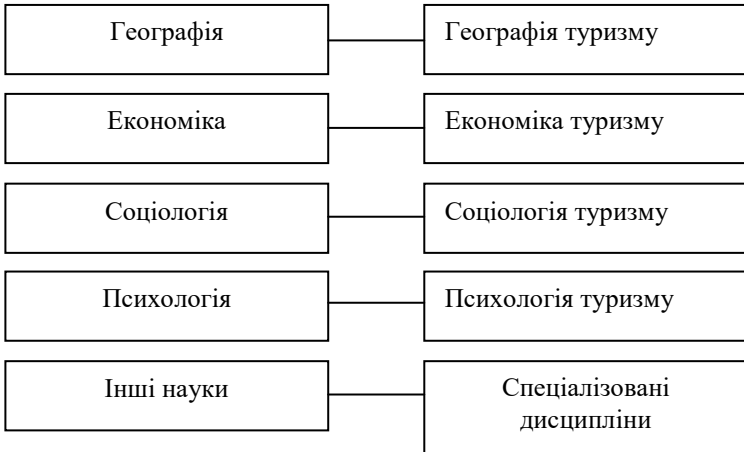 Географія
Географія туризму
Економіка
Економіка туризму
Соціологія
Соціологія туризму
Психологія
Психологія туризму
Інші науки
Спеціалізовані
дисципліни